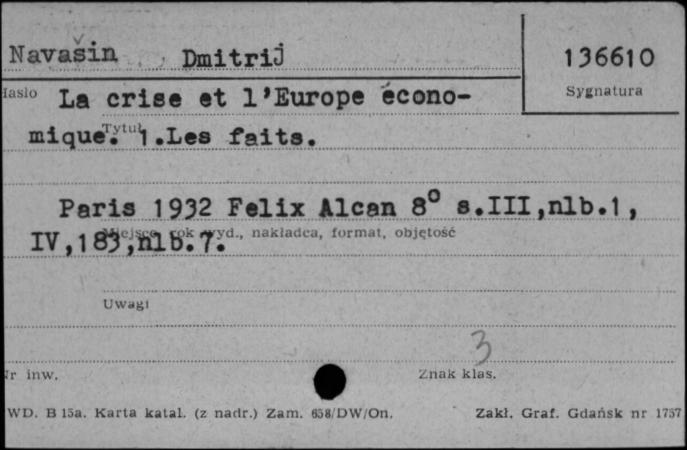 Navašin Dmitrij
136610
Hasło
Sygnatura
La crise et l'Europe écono-
Tytuł
mique. 1.Les faits.
Paris 1932 Felix Alcan 8° s.III,nlb.1,
Miejsce, rok wyd., nakładca, format, objętość
IV,183,nlb.7.
Uwagi
3
Nr inw.
Znak klas.
WD. B 15a. Karta katal. (z nadr.) Zam. 658/DW/On.
Zakł. Graf. Gdańsk nr 1757